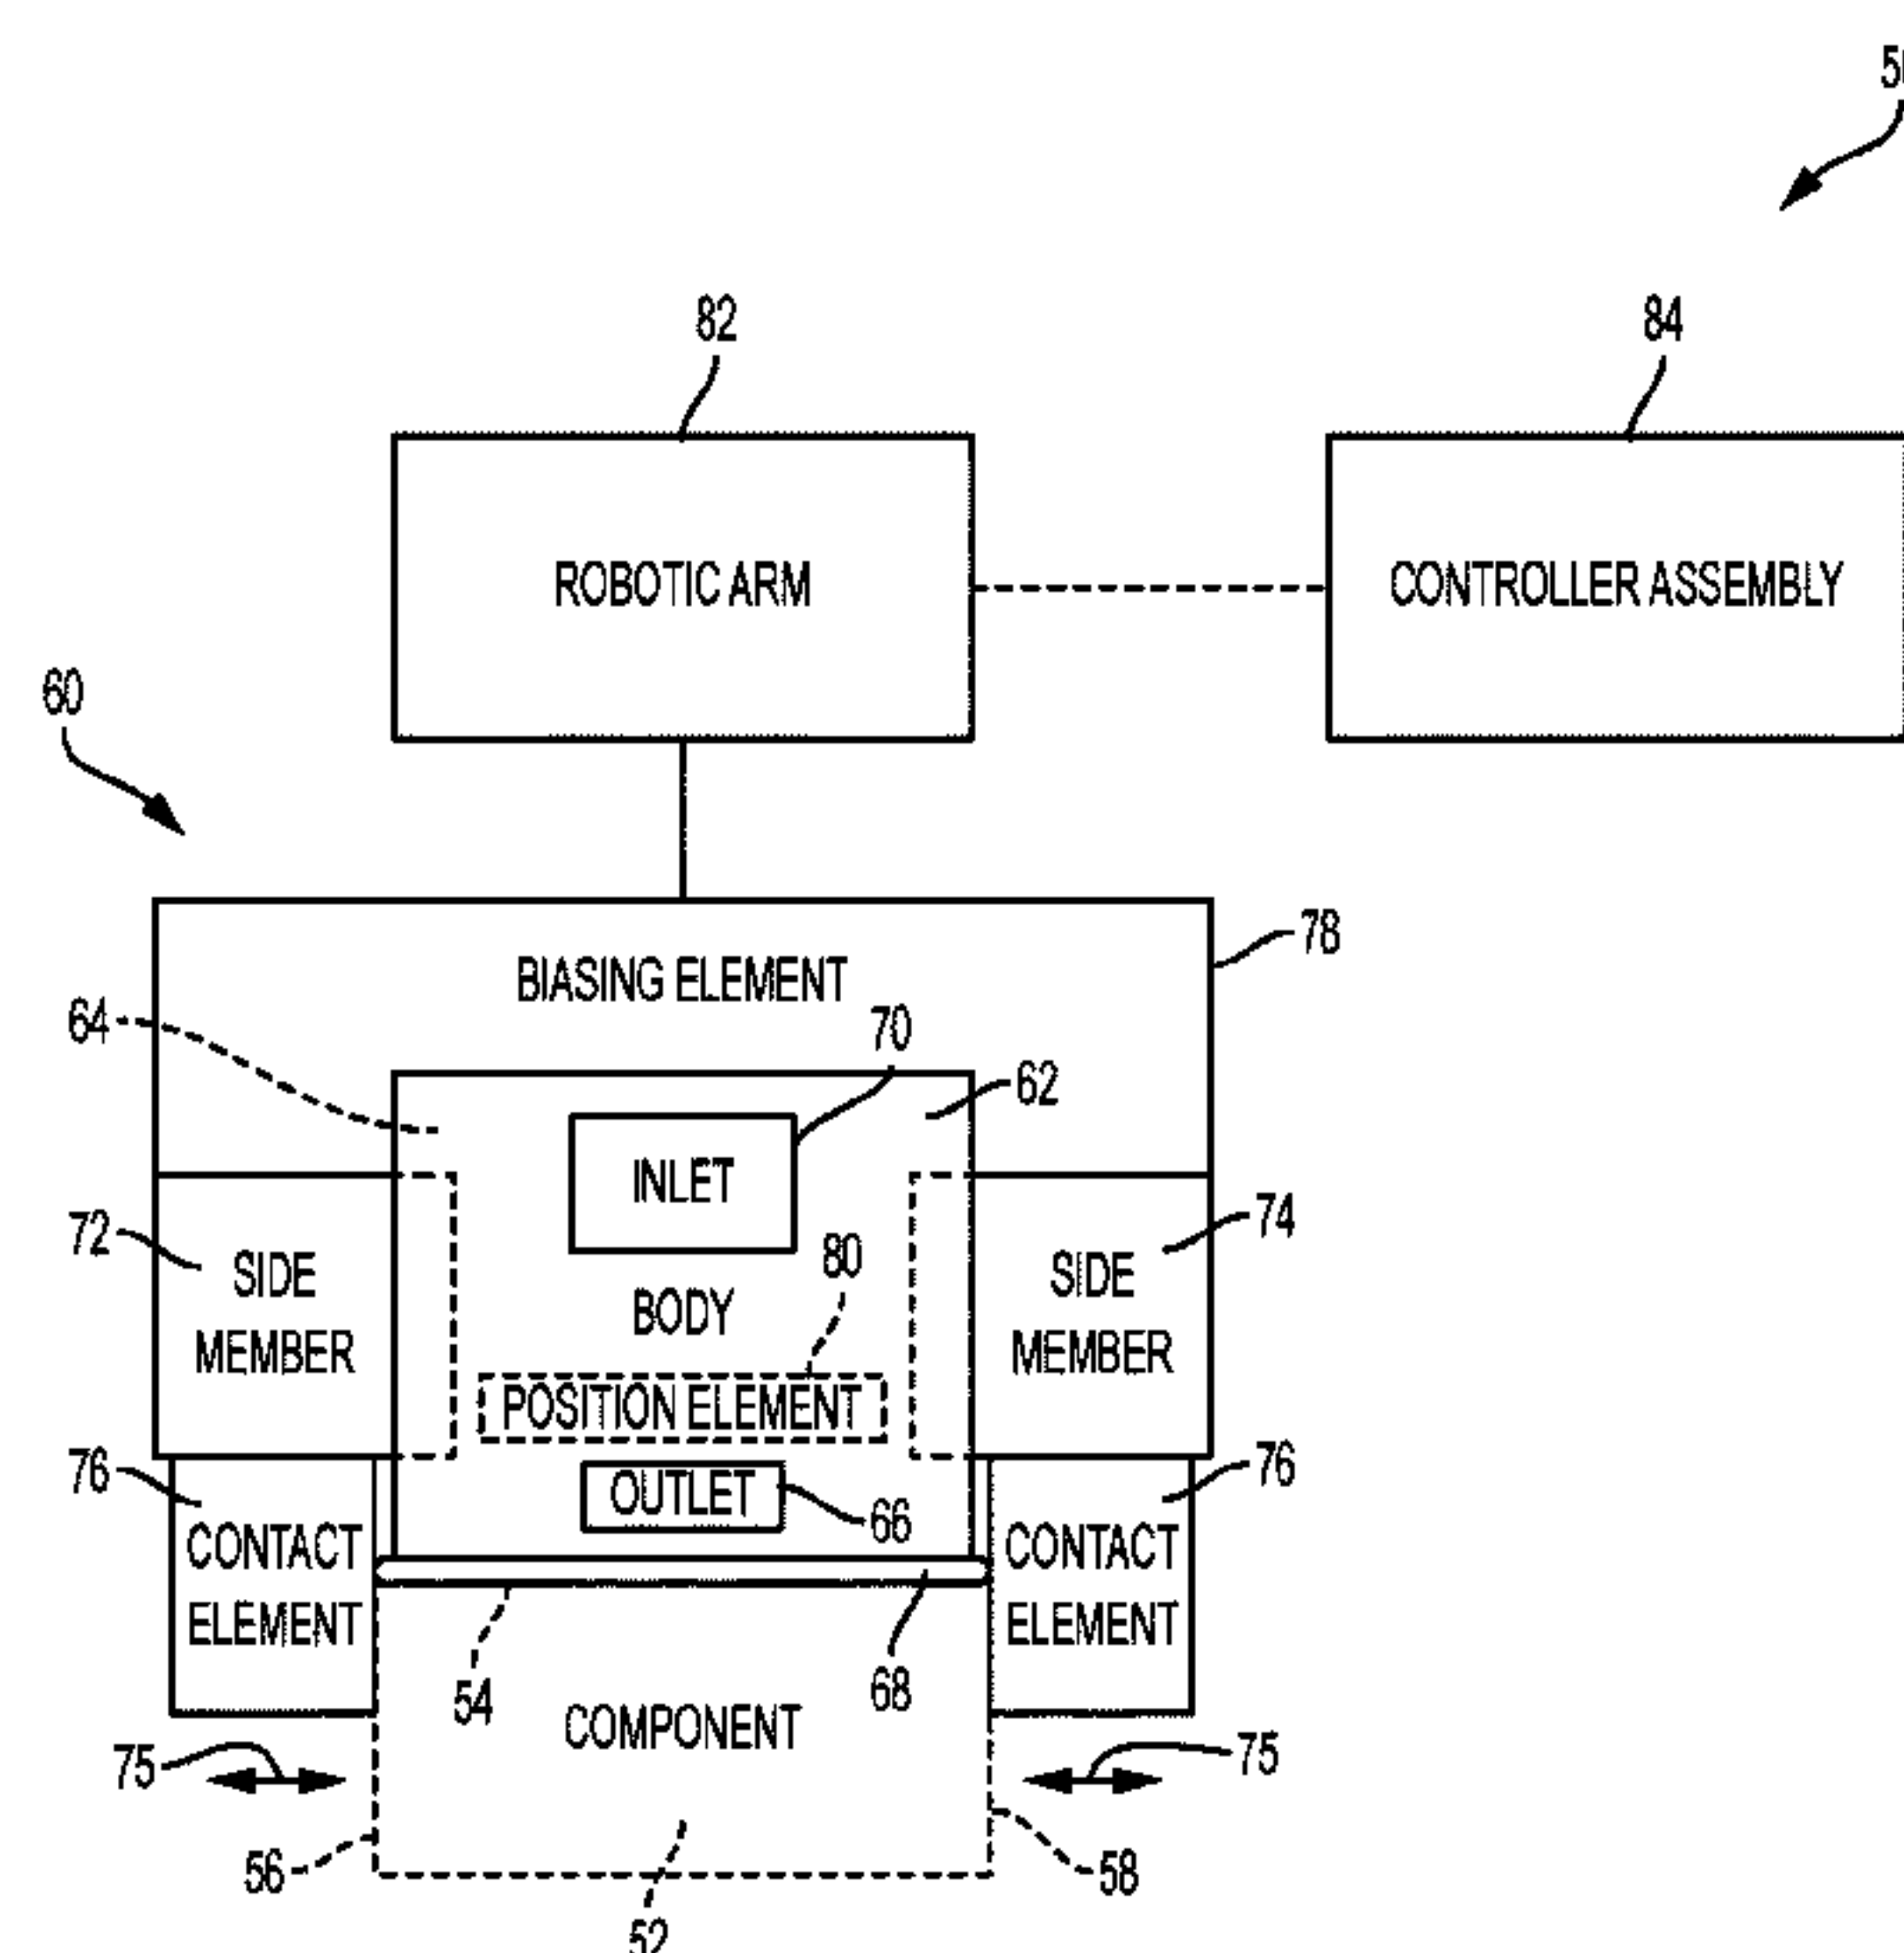 82
84
ROBOTIC ARM
CONTROLLER ASSEMBLY
60
78
BIASING ELEMENT
64
70
62
INLET
72
74
80
SIDE
MEMBER
SIDE
MEMBER
BODY
POSITION ELEMENT
76
76
OUTLET
66
CONTACT
ELEMENT
CONTACT
ELEMENT
54
68
COMPONENT
75
75
56
58
52